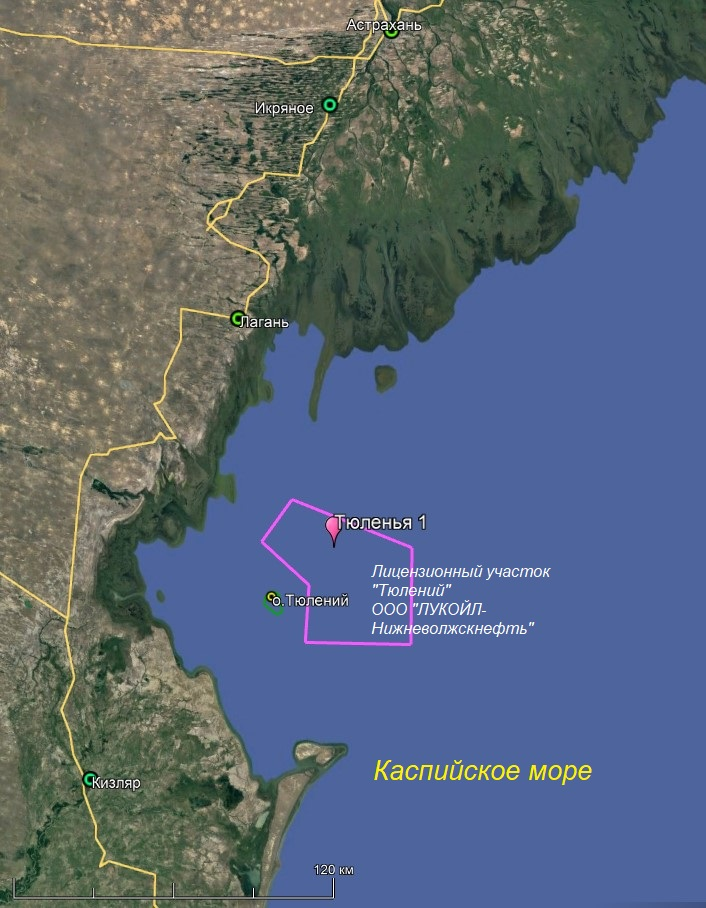 Астрахань
Икряное
Лагань
Тюленья 1
Лицензионный участок
"Тюлений"
ООО "ЛУКОЙЛ-
Нижневолжскнефть"
о.Тюлений
Каспийское море
Кизляр
120 км